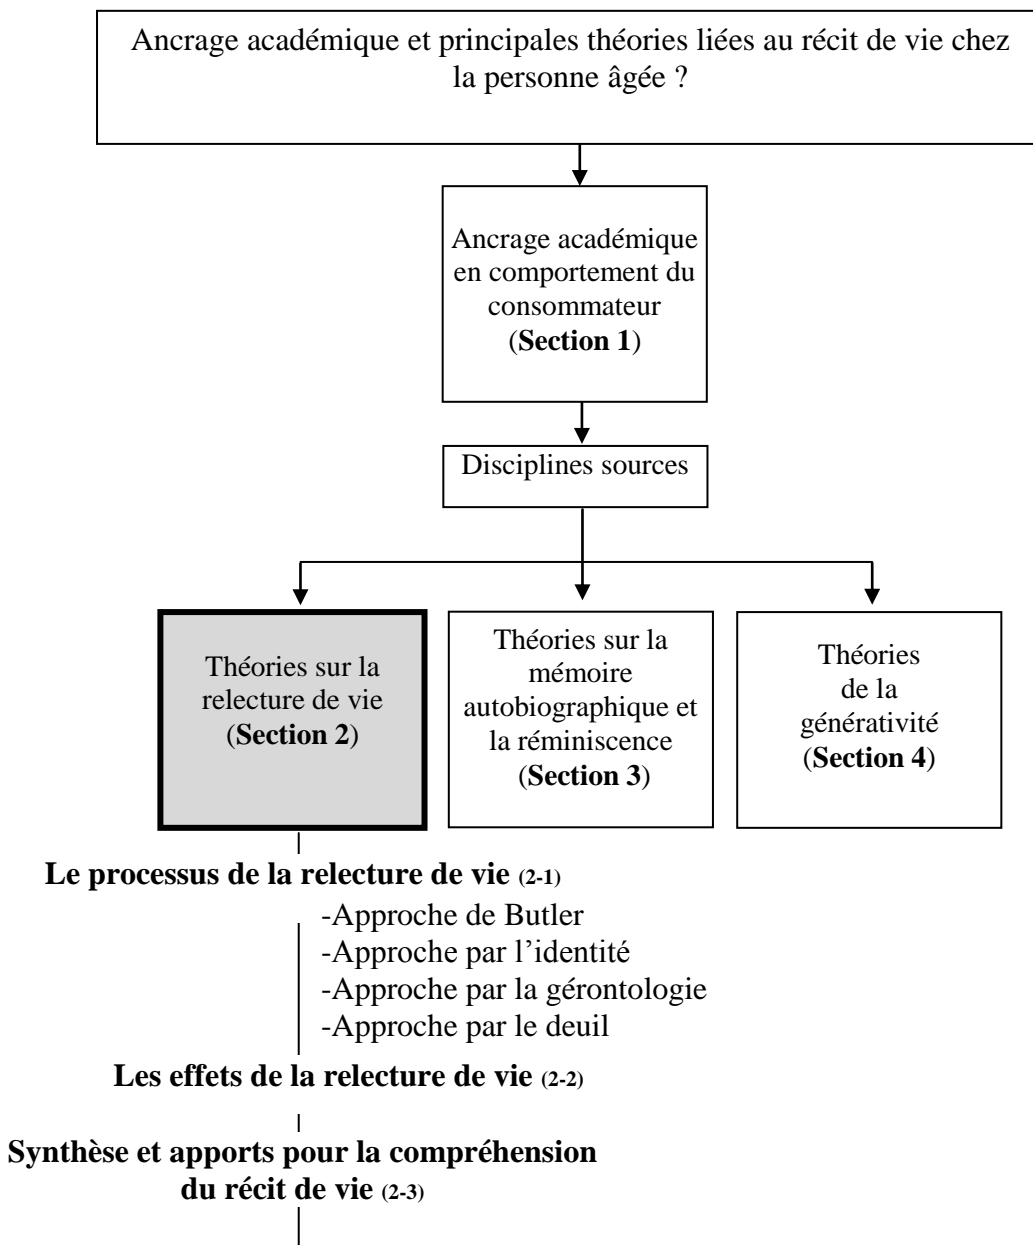 Ancrage académique et principales théories liées au récit de vie chez
la personne âgée ?
Ancrage académique
en comportement du
consommateur
(Section 1)
Disciplines sources
Théories sur la
relecture de vie
(Section 2)
Théories sur la
mémoire
autobiographique et
la réminiscence
(Section 3)
Théories
de la
générativité
(Section 4)
Le processus de la relecture de vie (2-1)
-Approche de Butler
-Approche par l’identité
-Approche par la gérontologie
-Approche par le deuil
Les effets de la relecture de vie (2-2)
Synthèse et apports pour la compréhension
du récit de vie (2-3)